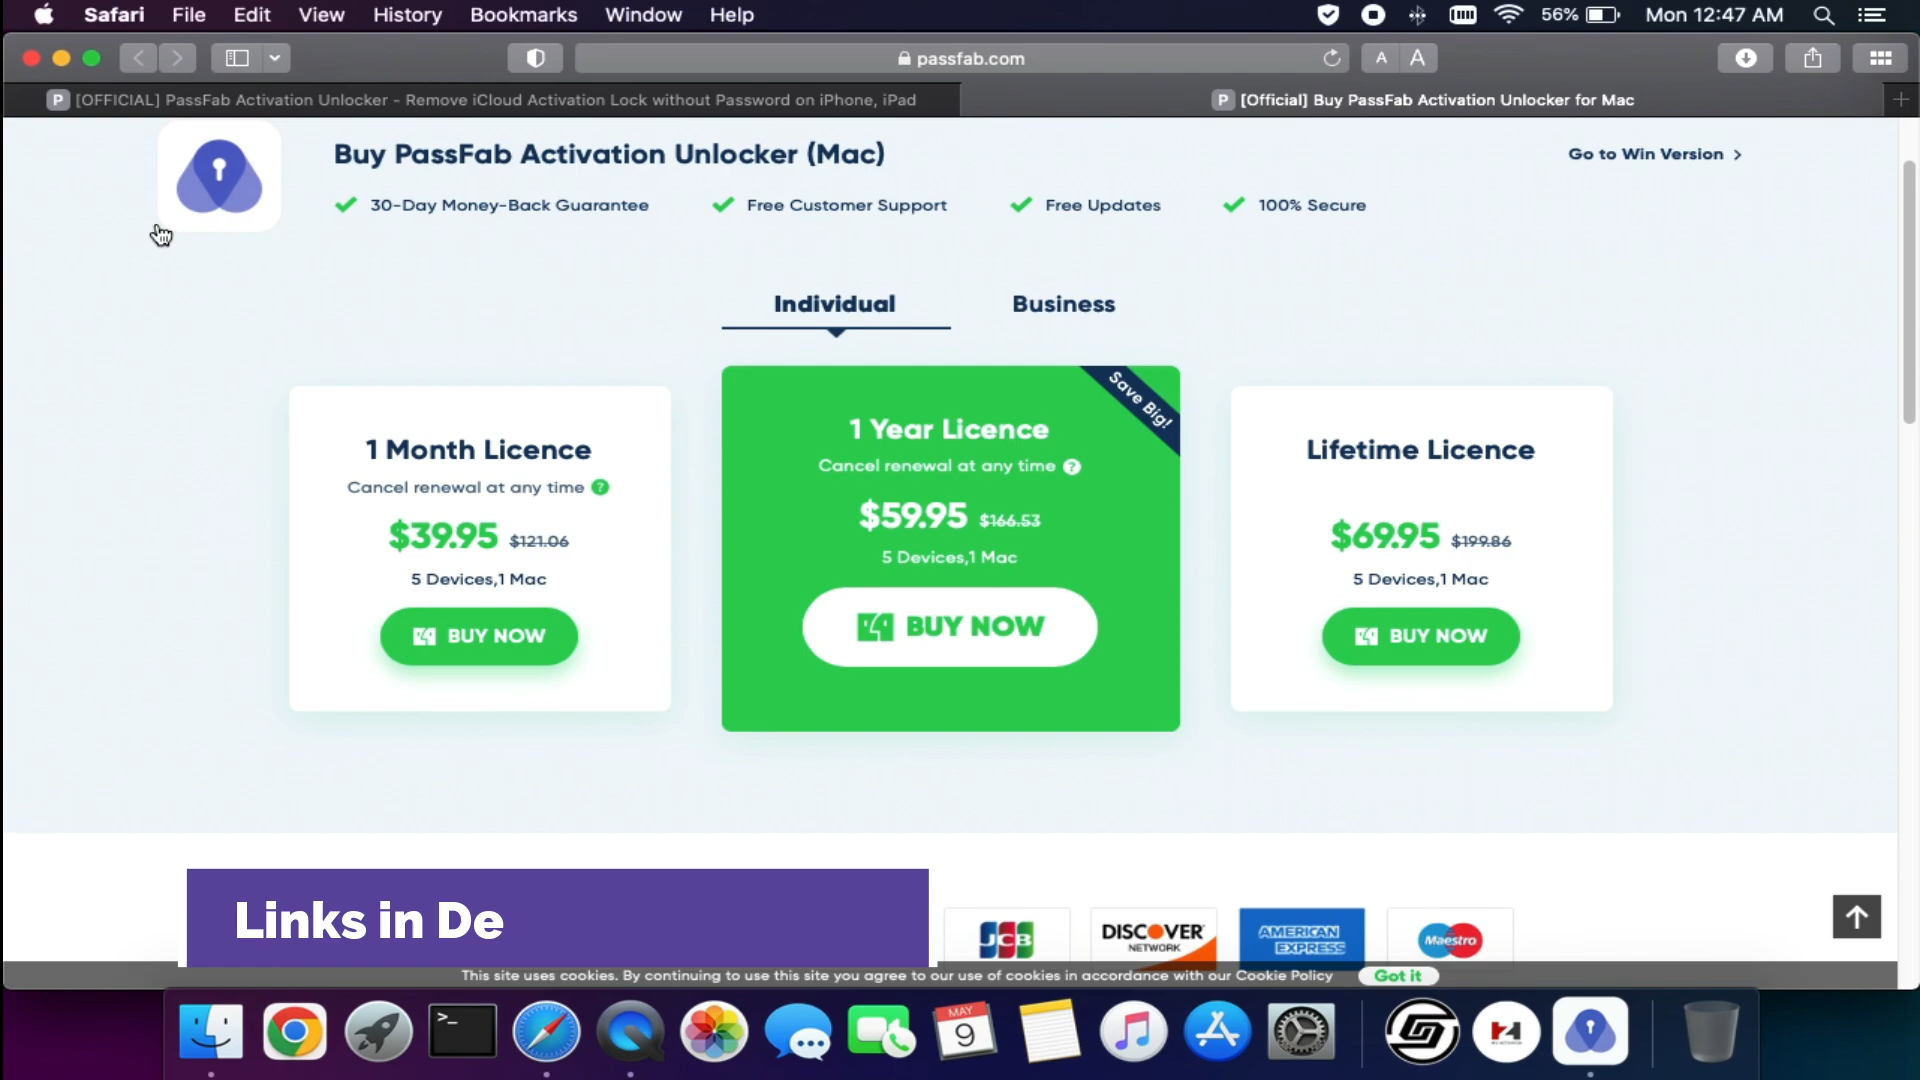 Safari File Edit View History Bookmarks Window Help 56% Mon 12:47 AM
passfab.com A A
P [OFFICIAL] PassFab Activation Unlocker - Remove iCloud Activation Lock without Password on iPhone, iPad P [Official] Buy PassFab Activation Unlocker for Mac
Buy PassFab Activation Unlocker (Mac) Go to Win Version >
30-Day Money-Back Guarantee Free Customer Support Free Updates 100% Secure
Individual Business
Save Big!
1 Month Licence
Cancel renewal at any time ?
$39.95 $121.06
5 Devices,1 Mac
BUY NOW
1 Year Licence
Cancel renewal at any time ?
$59.95 $166.53
5 Devices,1 Mac
BUY NOW
Lifetime Licence
$69.95 $199.86
5 Devices,1 Mac
BUY NOW
Links in De
JCB DISCOVER NETWORK AMERICAN EXPRESS Maestro
This site uses cookies. By continuing to use this site you agree to our use of cookies in accordance with our Cookie Policy Got it
>_
MAY
9